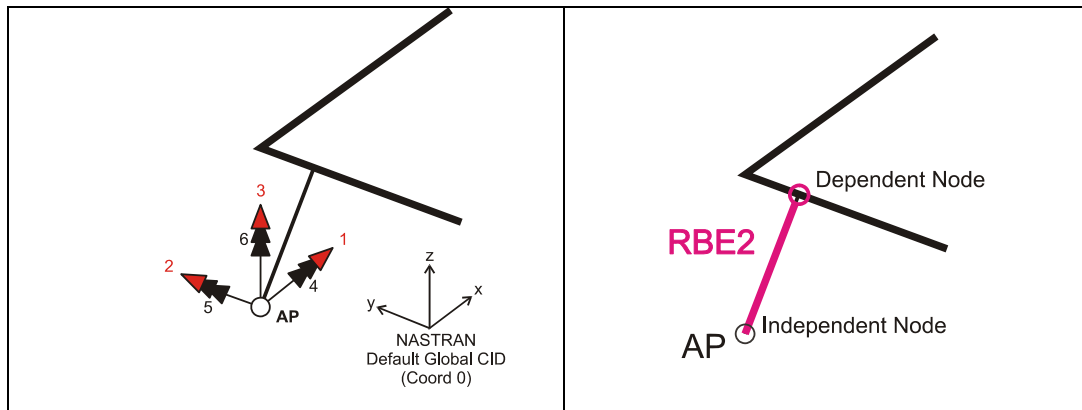 3
6
1
2
4
5
AP
z
y
x
NASTRAN
Default Global CID
(Coord 0)
Dependent Node
RBE2
Independent Node
AP